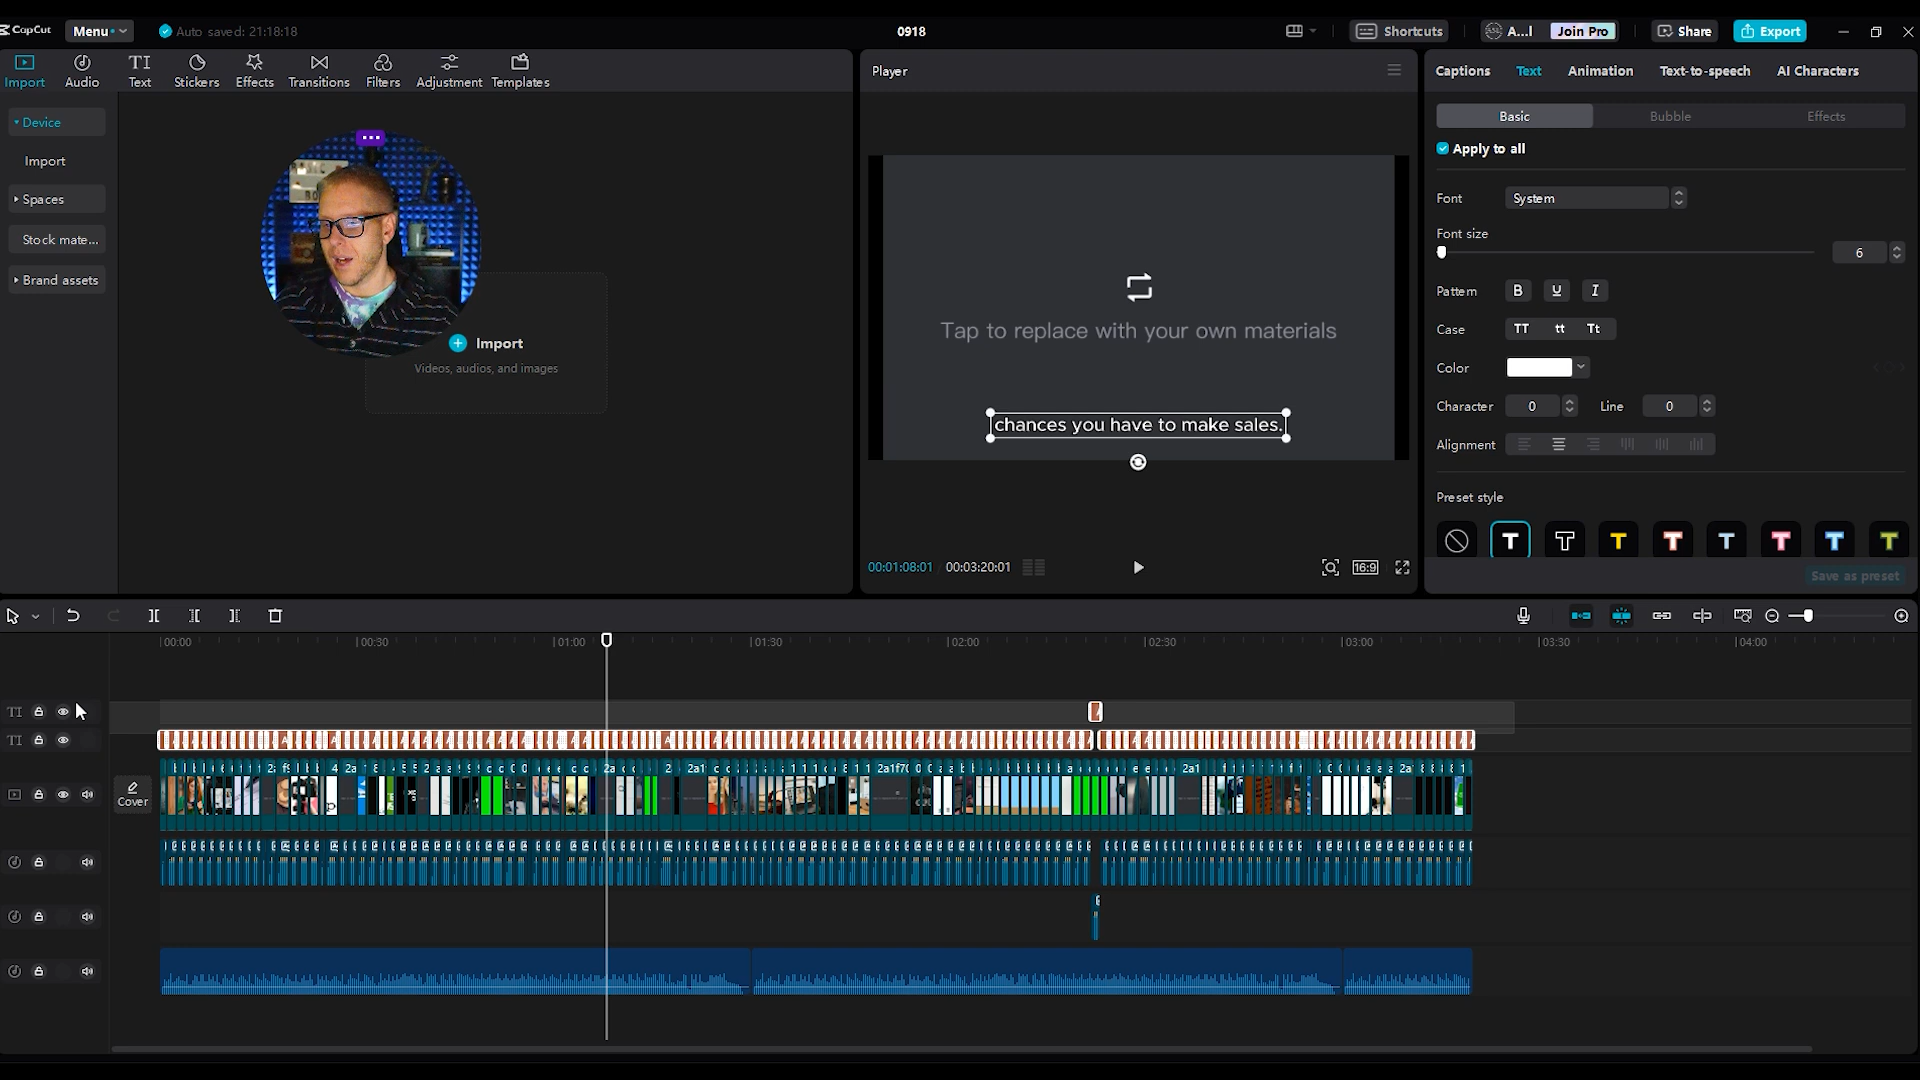 CapCut Menu Auto saved: 21:18:18 0918 Shortcuts A...l Join Pro Share Export
Import Audio Text Stickers Effects Transitions Filters Adjustment Templates
Device
Import
Spaces
Stock mate...
Brand assets
Import
Videos, audios, and images
Player
Tap to replace with your own materials
chances you have to make sales.
00:01:08:01 00:03:20:01
16:9
Captions Text Animation Text-to-speech AI Characters
Basic Bubble Effects
Apply to all
Font System
Font size
6
Pattern B U I
Case TT tt Tt
Color
Character 0 Line 0
Alignment
Preset style
T T T T T T T T
Save as preset
00:00 00:30 01:00 01:30 02:00 02:30 03:00 03:30 04:00
TI
TI
Cover